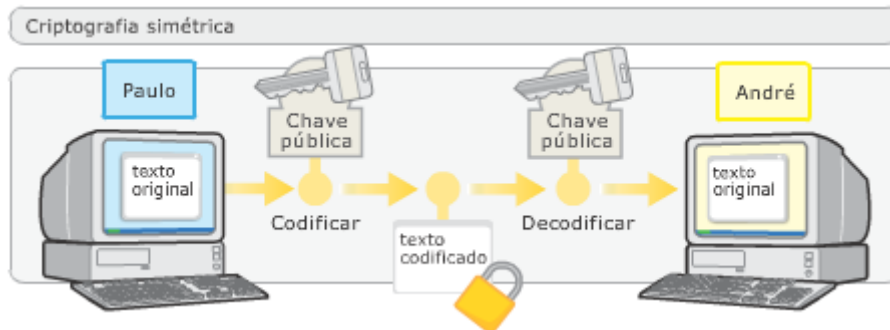 Criptografia simétrica
Paulo
Chave
pública
Chave
pública
André
texto
original
texto
original
Codificar
Decodificar
texto
codificado